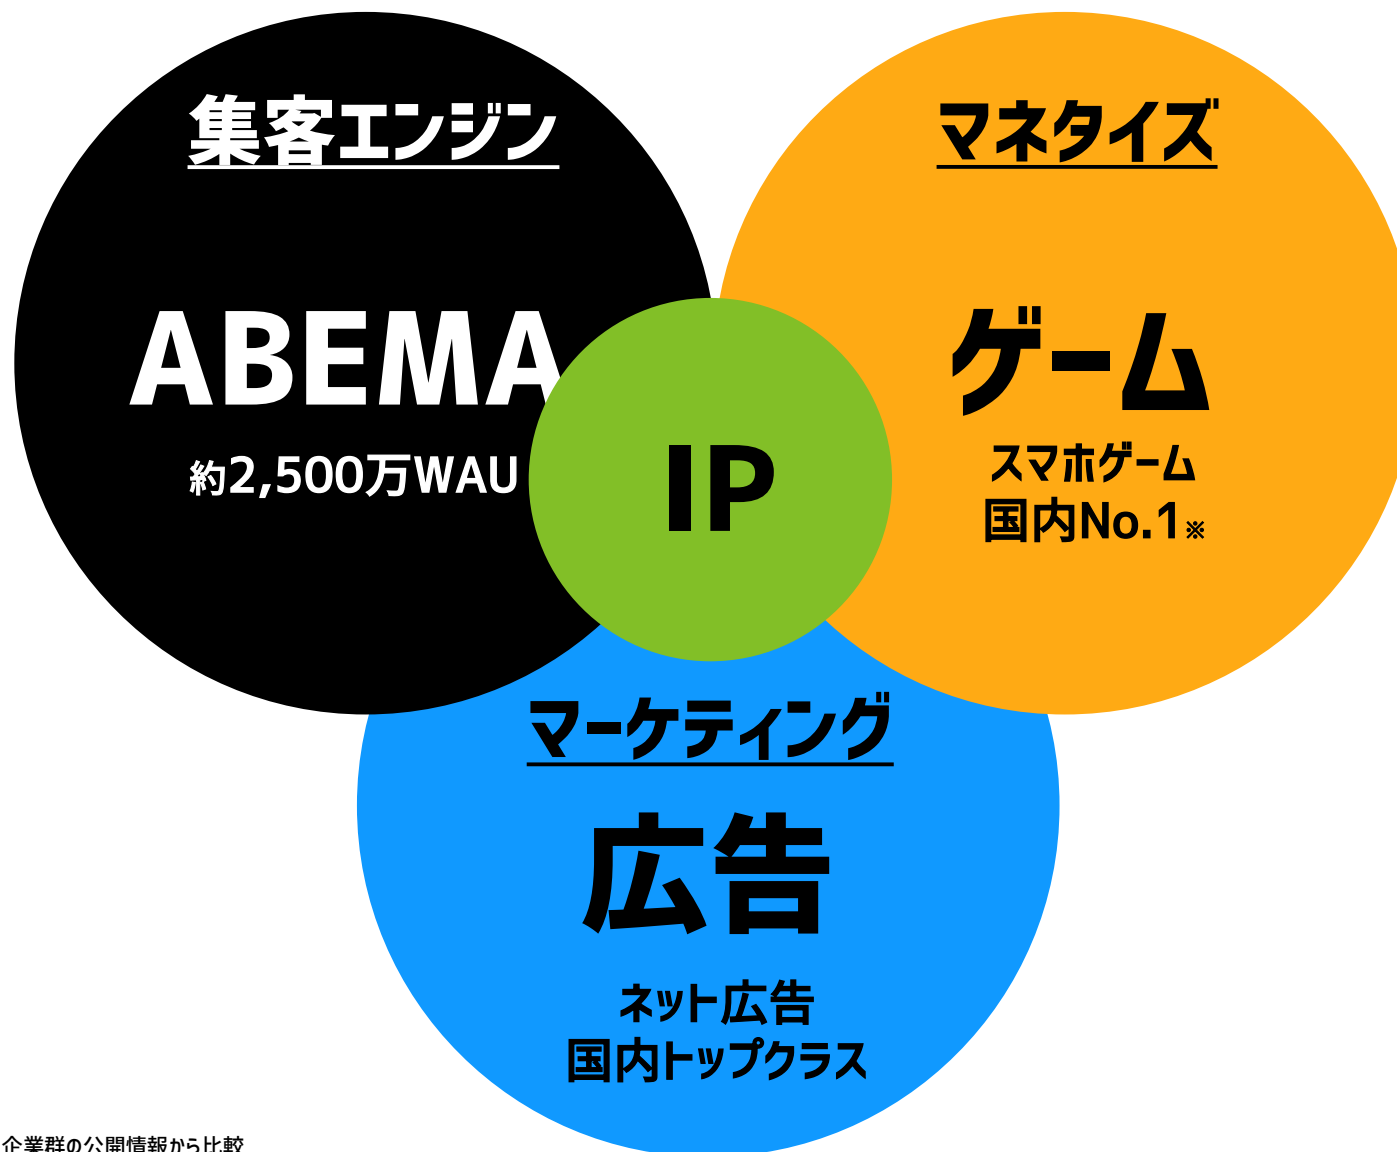 集客エンジン
ABEMA
約2,500万WAU
マネタイズ
ゲーム
スマホゲーム
国内No.1※
IP
マーケティング
広告
ネット広告
国内トップクラス
企業群の公開情報から比較